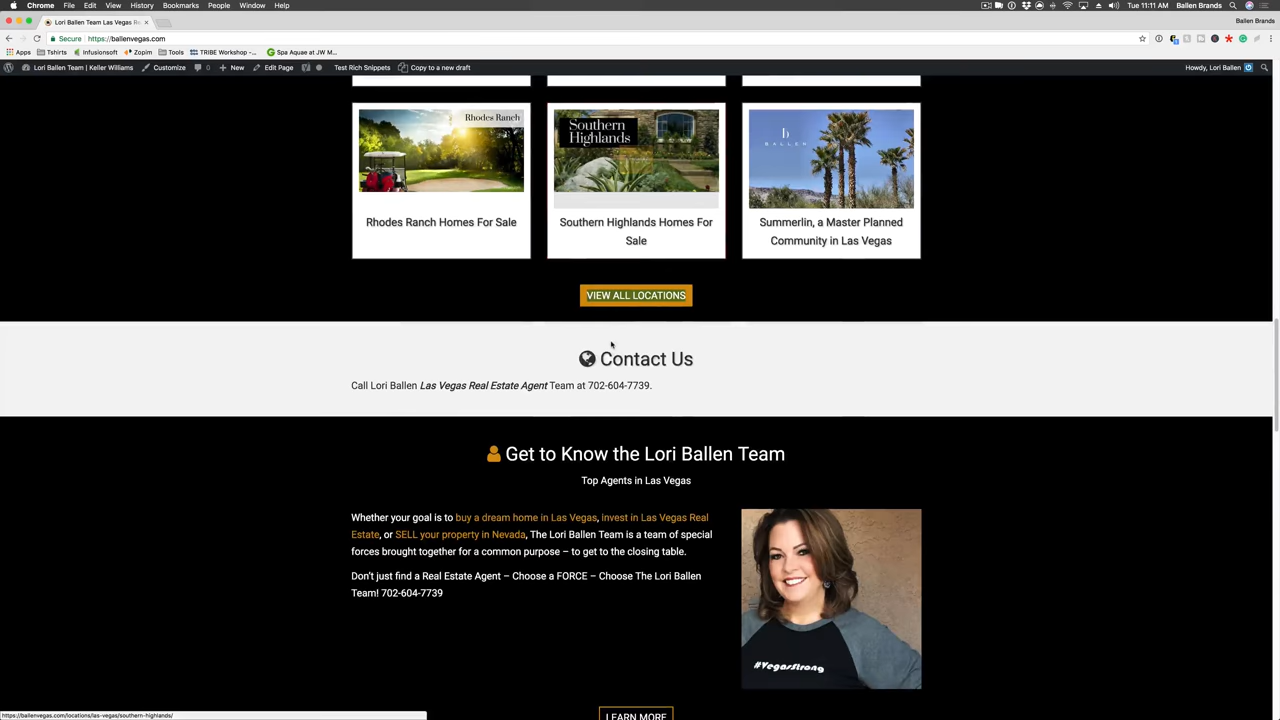 Chrome File Edit View History Bookmarks People Window Help Tue 11:11 AM Ballen Brands
Lori Ballen Team Las Vegas Re Ballen Brands
Secure https://ballenvegas.com
Apps Tshirts Infusionsoft Zopim Tools TRIBE Workshop -... Spa Aquae at JW M...
Lori Ballen Team | Keller Williams Customize 0 New Edit Page Test Rich Snippets Copy to a new draft Howdy, Lori Ballen
Rhodes Ranch
Southern
Highlands
b
BALLEN
Rhodes Ranch Homes For Sale
Southern Highlands Homes For
Sale
Summerlin, a Master Planned
Community in Las Vegas
VIEW ALL LOCATIONS
Contact Us
Call Lori Ballen Las Vegas Real Estate Agent Team at 702-604-7739.
Get to Know the Lori Ballen Team
Top Agents in Las Vegas
Whether your goal is to buy a dream home in Las Vegas, invest in Las Vegas Real
Estate, or SELL your property in Nevada, The Lori Ballen Team is a team of special
forces brought together for a common purpose – to get to the closing table.
Don't just find a Real Estate Agent – Choose a FORCE – Choose The Lori Ballen
Team! 702-604-7739
#VegasStrong
LEARN MORE
https://ballenvegas.com/locations/las-vegas/southern-highlands/